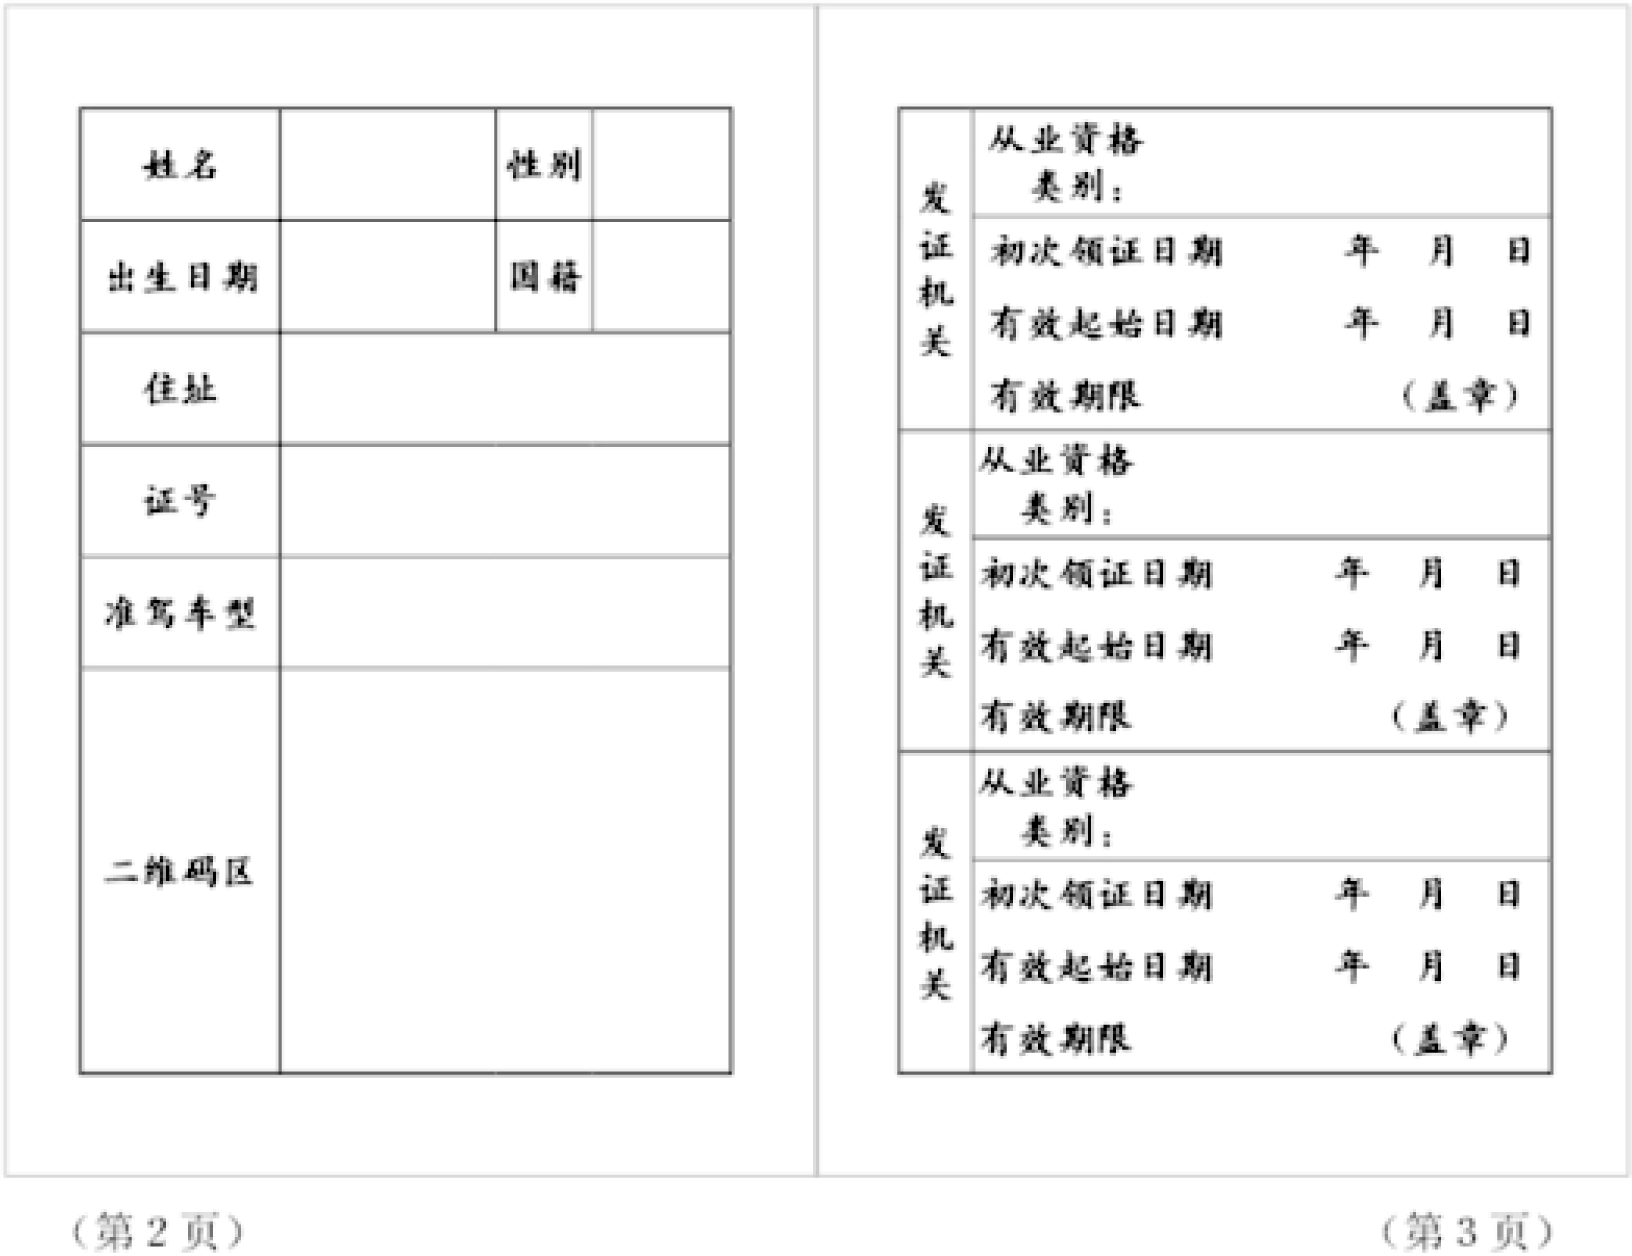 姓名 性别
出生日期 国籍
住址
证号
准驾车型
二维码区
（第2页）
发证机关
从业资格
类别：
初次领证日期 年 月 日
有效起始日期 年 月 日
有效期限 （盖章）
发证机关
从业资格
类别：
初次领证日期 年 月 日
有效起始日期 年 月 日
有效期限 （盖章）
发证机关
从业资格
类别：
初次领证日期 年 月 日
有效起始日期 年 月 日
有效期限 （盖章）
（第3页）